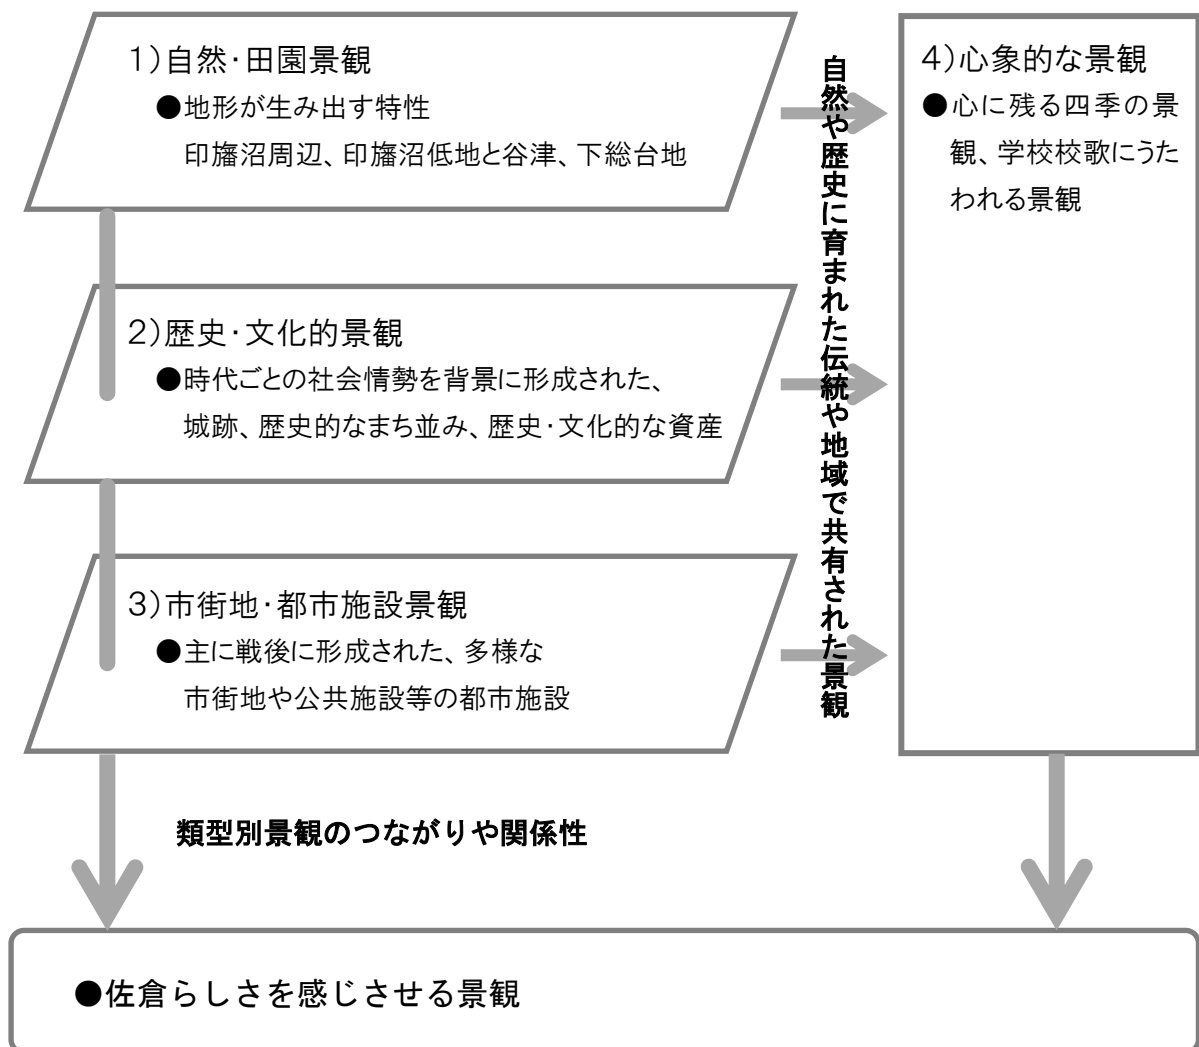 1）自然・田園景観
●地形が生み出す特性
印旛沼周辺、印旛沼低地と谷津、下総台地
2）歴史・文化的景観
●時代ごとの社会情勢を背景に形成された、
城跡、歴史的なまち並み、歴史・文化的な資産
3）市街地・都市施設景観
●主に戦後に形成された、多様な
市街地や公共施設等の都市施設
自然や歴史に育まれた伝統や地域で共有された景観
4）心象的な景観
●心に残る四季の景
観、学校校歌にうた
われる景観
類型別景観のつながりや関係性
●佐倉らしさを感じさせる景観